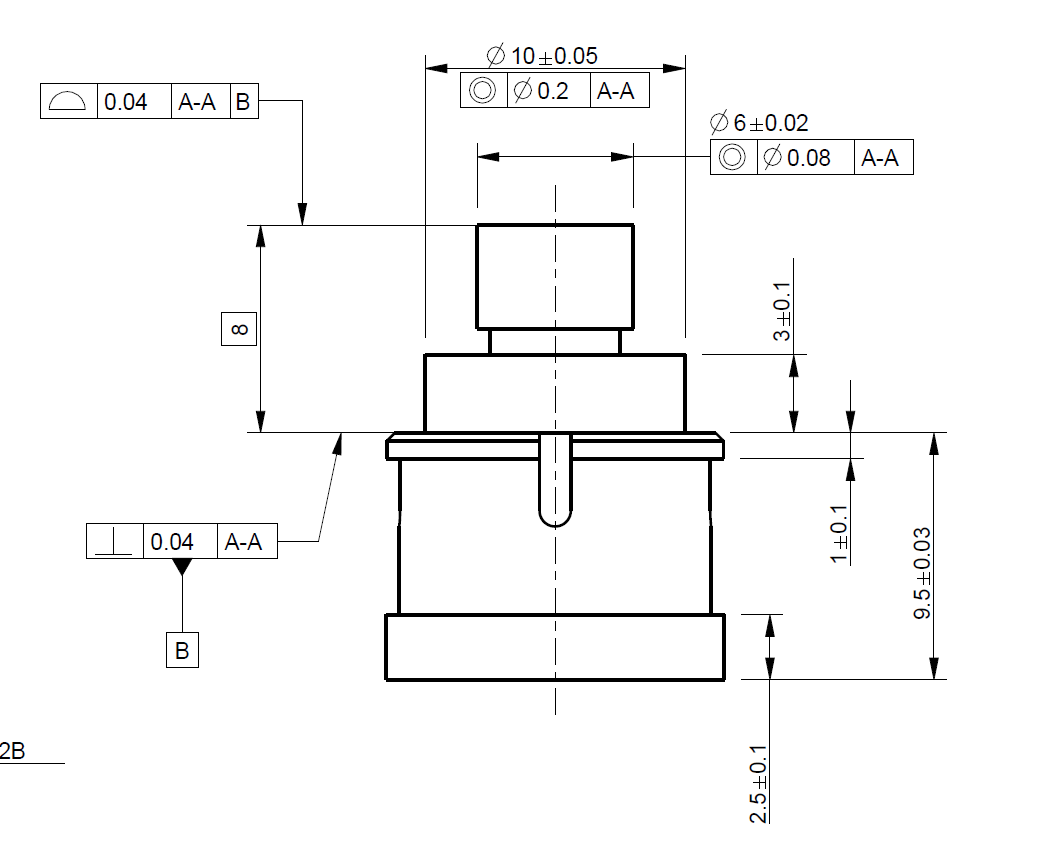 ⌀10±0.05
◎ ⌀0.2 A-A
⌓ 0.04 A-A B
⌀6±0.02
◎ ⌀0.08 A-A
8
3±0.1
1±0.1
9.5±0.03
⊥ 0.04 A-A
B
2B
2.5±0.1